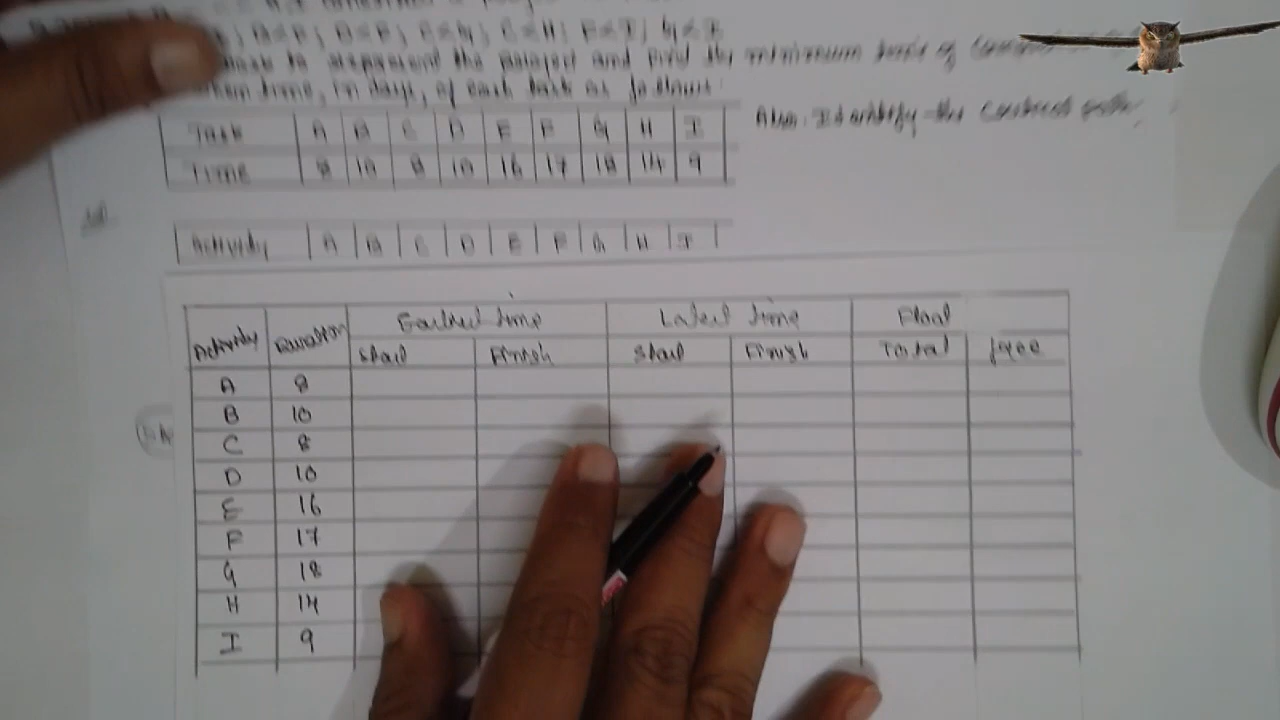 ; B<F; D<F; C<G; C<H; F<I; G<I
to represent the project and find the minimum time of
time, in days, of each task as follows:
Also. Identify the critical path.
Task A B C D E F G H I
Time 8 10 8 10 16 17 18 14 9
Activity A B C D E F G H I
Activity Duration Earliest time Latest time Float
Start Finish Start Finish Total free
A 8
B 10
C 8
D 10
E 16
F 17
G 18
H 14
I 9